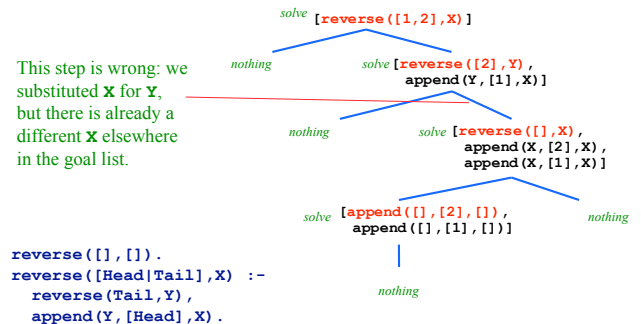 solve [reverse([1,2],X)]
nothing
solve [reverse([2],Y),
append(Y,[1],X)]
This step is wrong: we
substituted X for Y,
but there is already a
different X elsewhere
in the goal list.
nothing
solve [reverse([],X),
append(X,[2],X),
append(X,[1],X)]
solve [append([],[2],[]),
append([],[1],[])]
nothing
nothing
reverse([],[]).
reverse([Head|Tail],X) :-
reverse(Tail,Y),
append(Y,[Head],X).